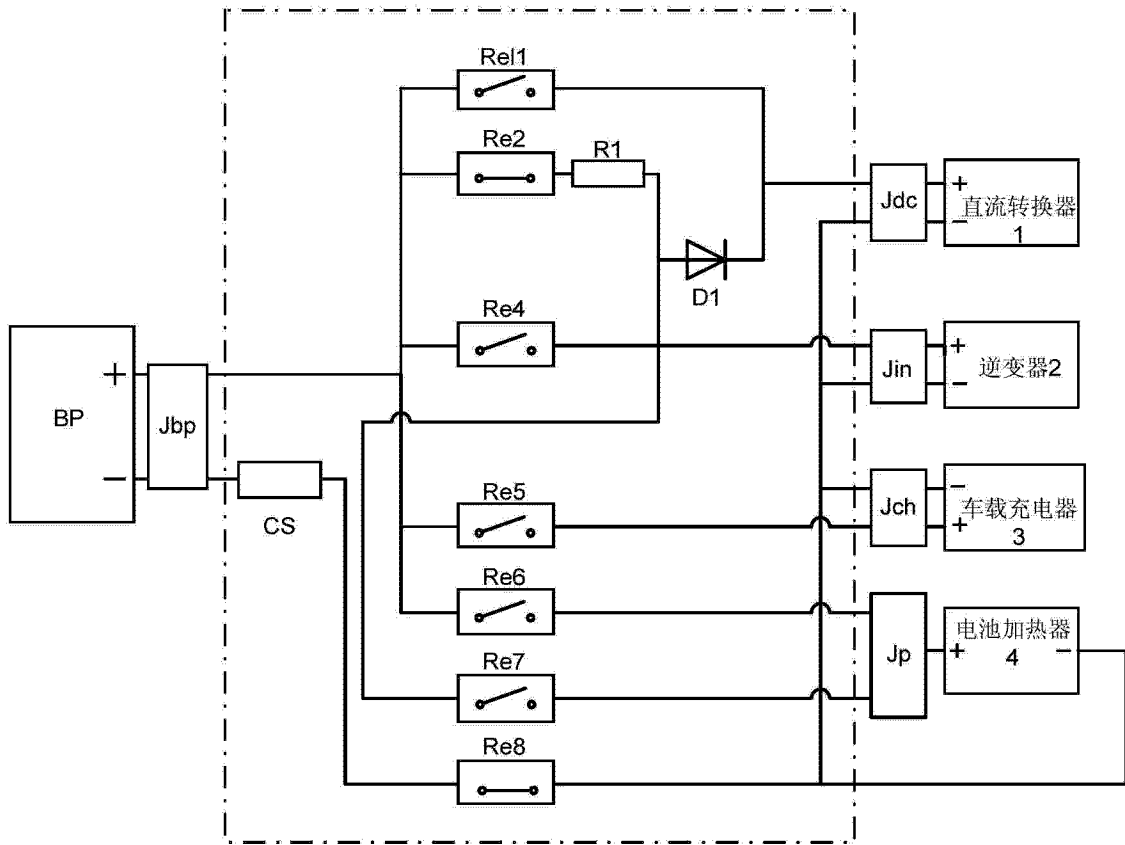 Rel1
Re2
R1
Jdc
+
直流转换器
−
1
D1
Re4
Jin
+
逆变器2
−
BP
+
Jbp
−
CS
Re5
Jch
−
车载充电器
+
3
Re6
电池加热器
Jp
+
4
−
Re7
Re8